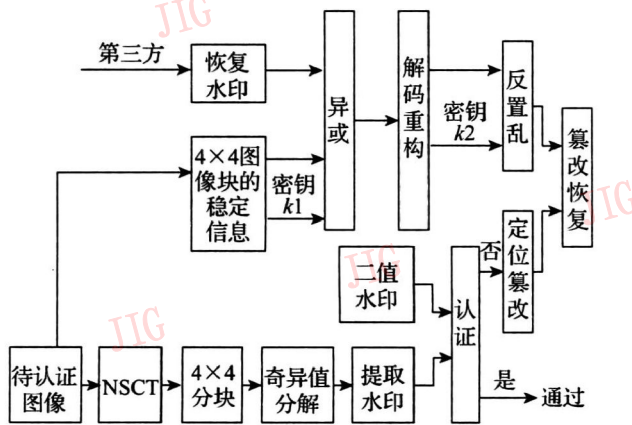 JIG
第三方
恢复
水印
异或
解码重构
反置乱
密钥
k2
篡改恢复
4×4图
像块的
稳定
信息
密钥
k1
JIG
二值
水印
JIG
认证
否
定位篡改
JIG
待认证
图像
NSCT
4×4
分块
奇异值
分解
提取
水印
是
通过